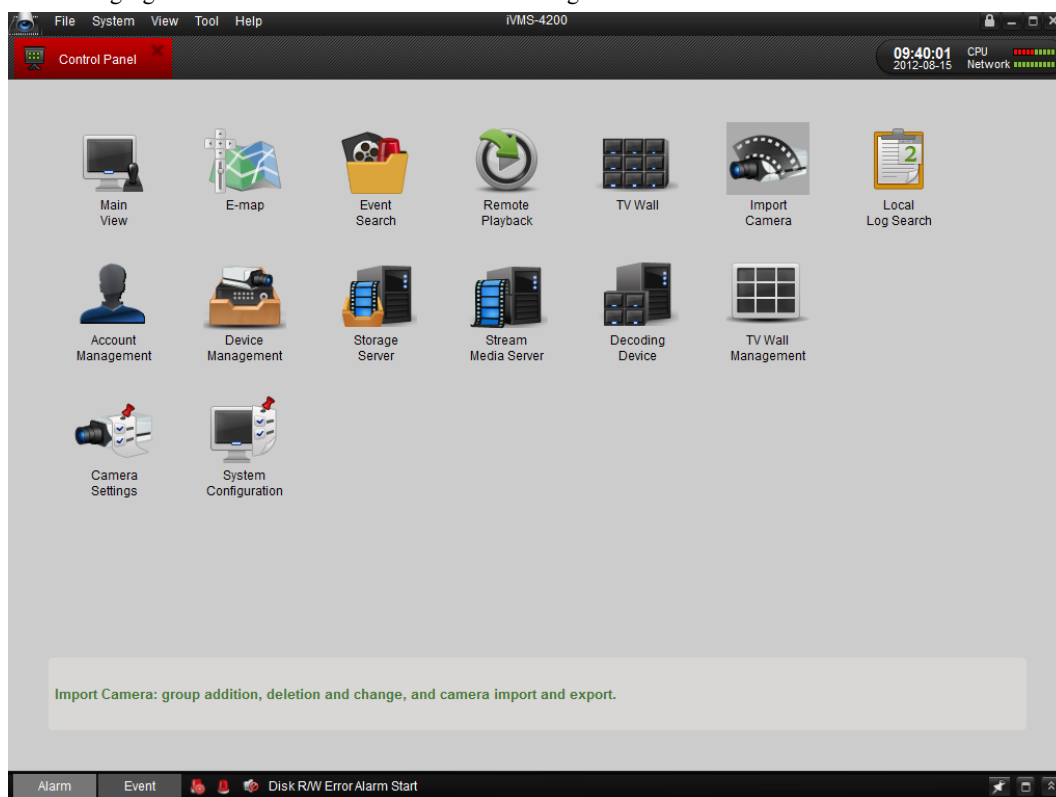 File System View Tool Help iVMS-4200
Control Panel
09:40:01 CPU
2012-08-15 Network
Main
View
E-map
Event
Search
Remote
Playback
TV Wall
Import
Camera
2
Local
Log Search
Account
Management
Device
Management
Storage
Server
Stream
Media Server
Decoding
Device
TV Wall
Management
Camera
Settings
System
Configuration
Import Camera: group addition, deletion and change, and camera import and export.
Alarm Event Disk R/W Error Alarm Start